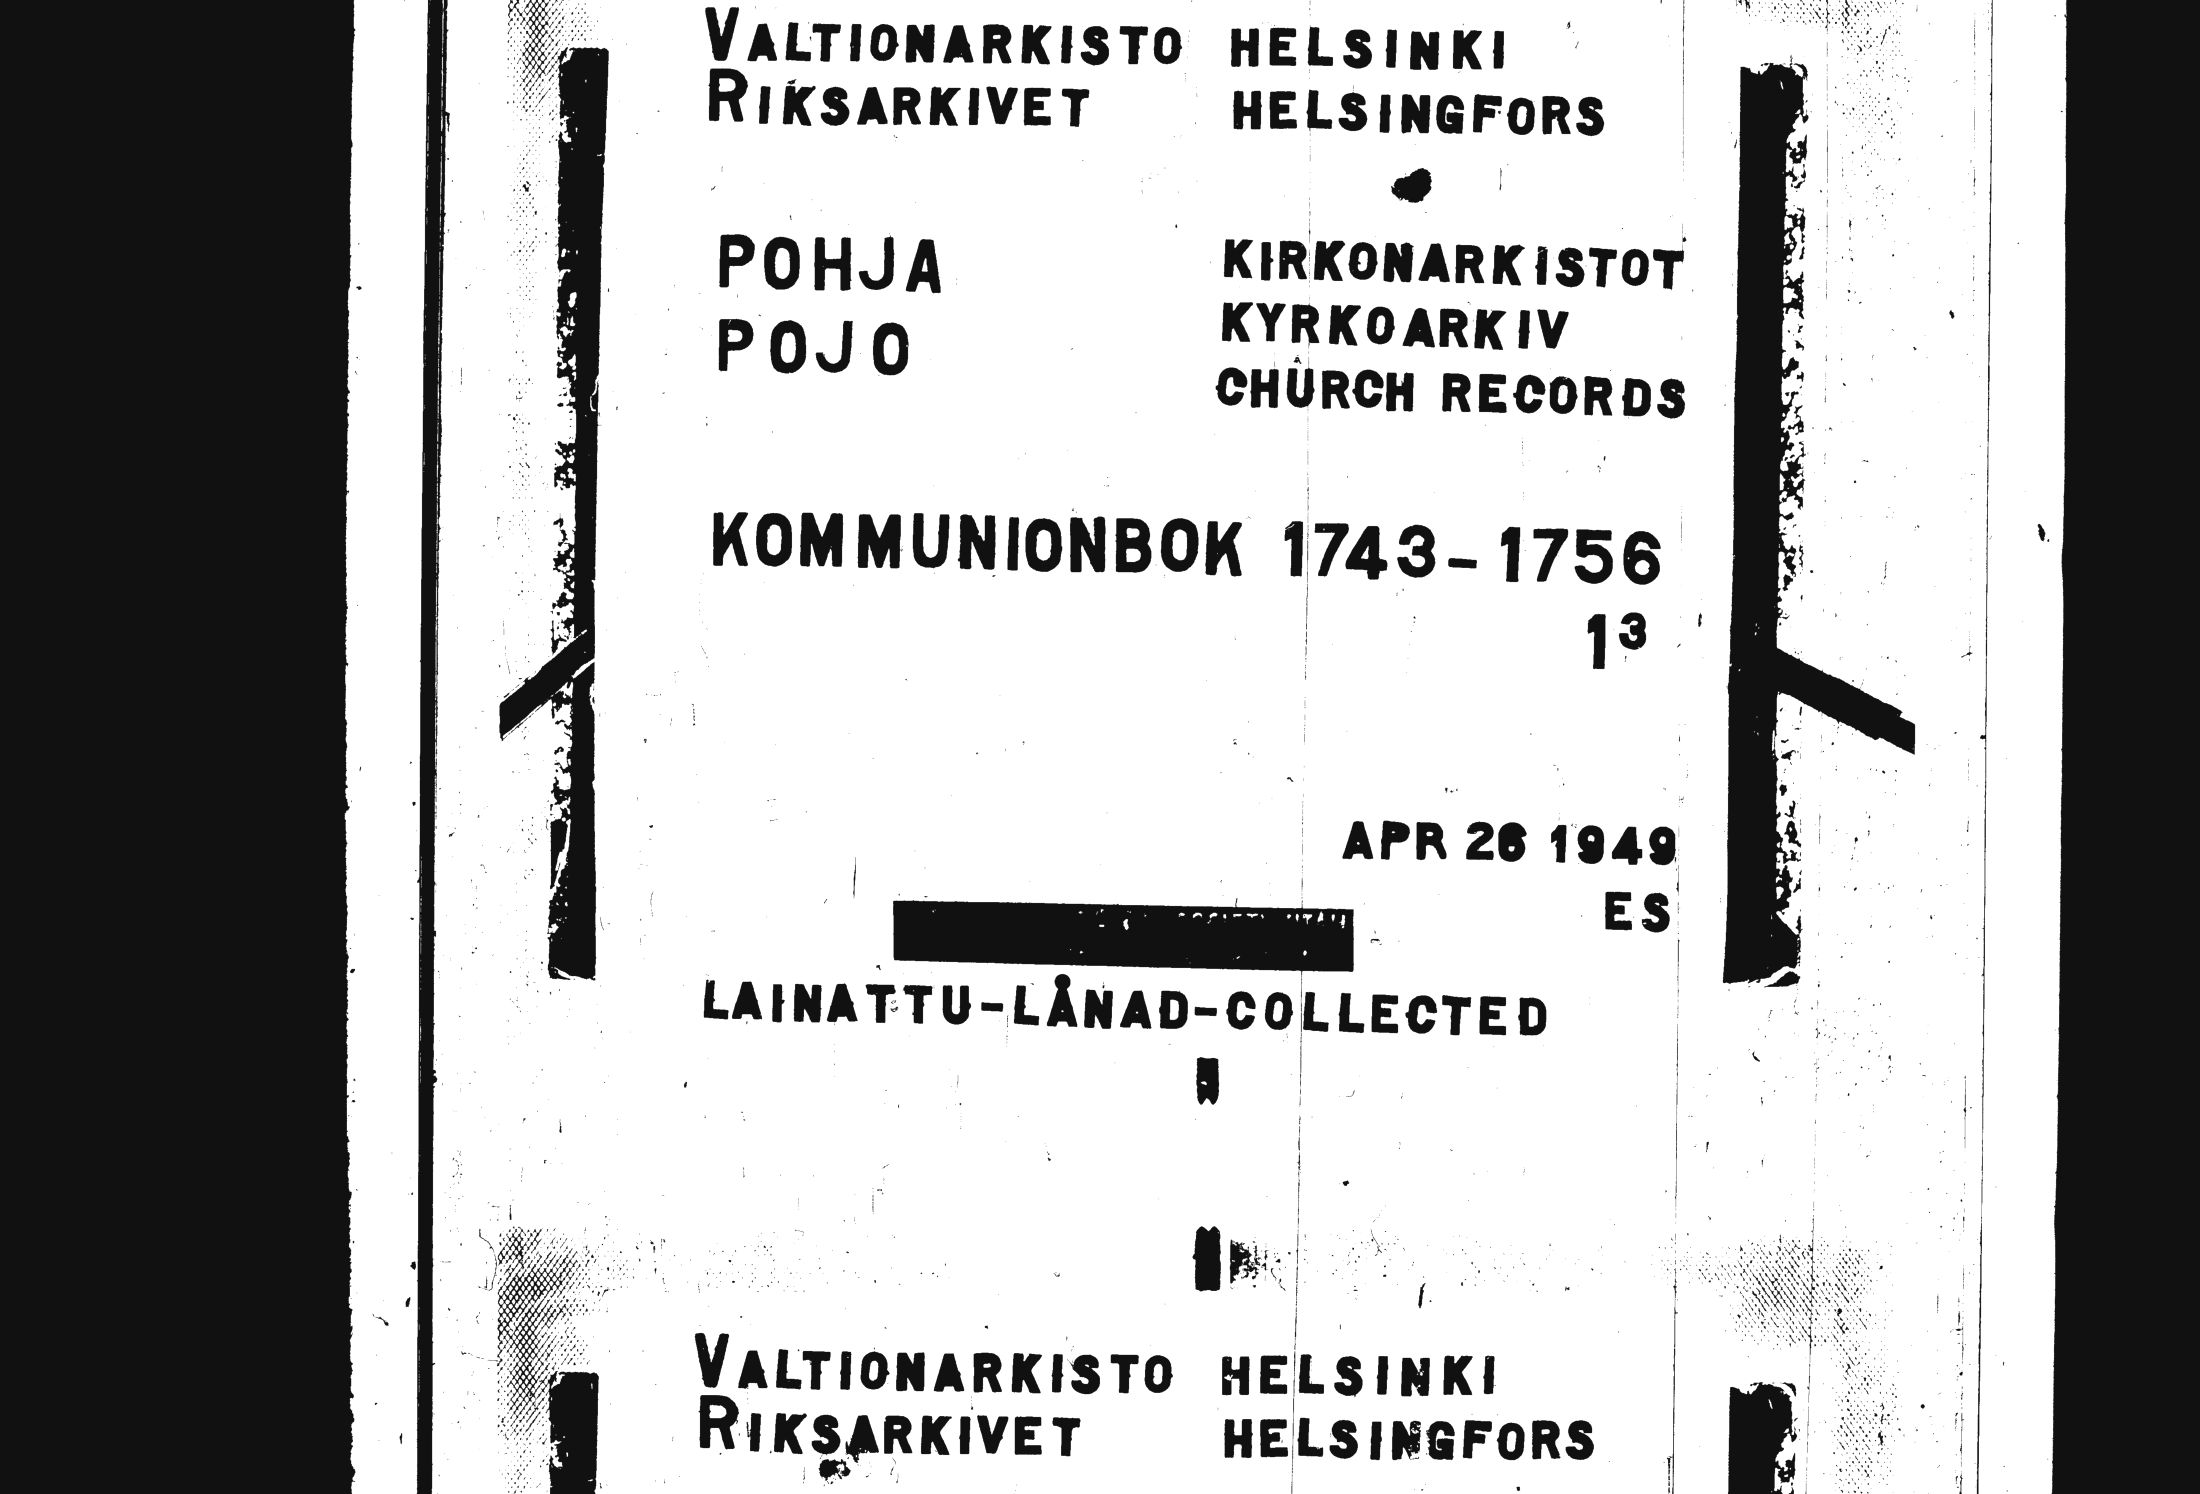 VALTIONARKISTO HELSINKI
RIKSARKIVET HELSINGFORS
POHJA KIRKONARKISTOT
POJO KYRKOARKIV
CHURCH RECORDS
KOMMUNIONBOK 1743-1756
1³
APR 26 1949
ES
LAINATTU-LÅNAD-COLLECTED
VALTIONARKISTO HELSINKI
RIKSARKIVET HELSINGFORS